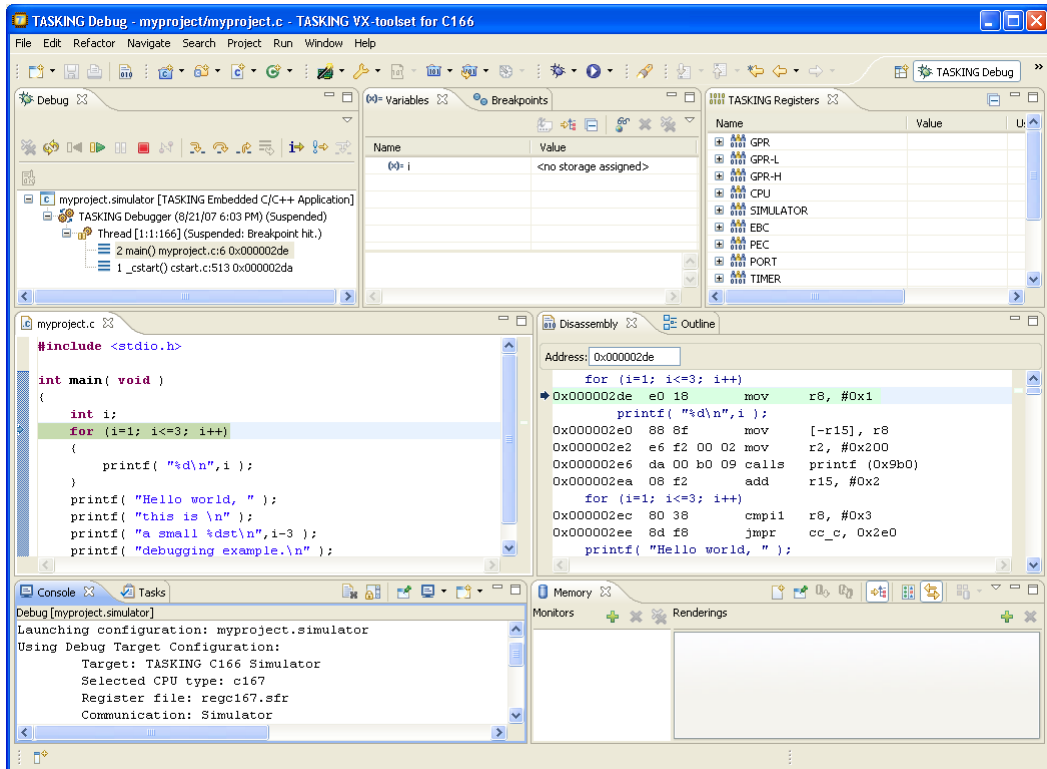 TASKING Debug - myproject/myproject.c - TASKING VX-toolset for C166
File Edit Refactor Navigate Search Project Run Window Help
TASKING Debug
Debug
(x)= Variables
Breakpoints
TASKING Registers
Name Value
(x)= i <no storage assigned>
Name Value
GPR
GPR-L
GPR-H
CPU
SIMULATOR
EBC
PEC
PORT
TIMER
myproject.simulator [TASKING Embedded C/C++ Application]
TASKING Debugger (8/21/07 6:03 PM) (Suspended)
Thread [1:1:166] (Suspended: Breakpoint hit.)
2 main() myproject.c:6 0x000002de
1 _cstart() cstart.c:513 0x000002da
myproject.c
#include <stdio.h>
int main( void )
{
int i;
for (i=1; i<=3; i++)
{
printf( "%d\n",i );
}
printf( "Hello world, " );
printf( "this is \n" );
printf( "a small %dst\n",i-3 );
printf( "debugging example.\n" );
Disassembly
Outline
Address: 0x000002de
for (i=1; i<=3; i++)
0x000002de e0 18 mov r8, #0x1
printf( "%d\n",i );
0x000002e0 88 8f mov [-r15], r8
0x000002e2 e6 f2 00 02 mov r2, #0x200
0x000002e6 da 00 b0 09 calls printf (0x9b0)
0x000002ea 08 f2 add r15, #0x2
for (i=1; i<=3; i++)
0x000002ec 80 38 cmpi1 r8, #0x3
0x000002ee 8d f8 jmpr cc_c, 0x2e0
printf( "Hello world, " );
Console
Tasks
Debug [myproject.simulator]
Launching configuration: myproject.simulator
Using Debug Target Configuration:
Target: TASKING C166 Simulator
Selected CPU type: c167
Register file: regc167.sfr
Communication: Simulator
Memory
Monitors
Renderings